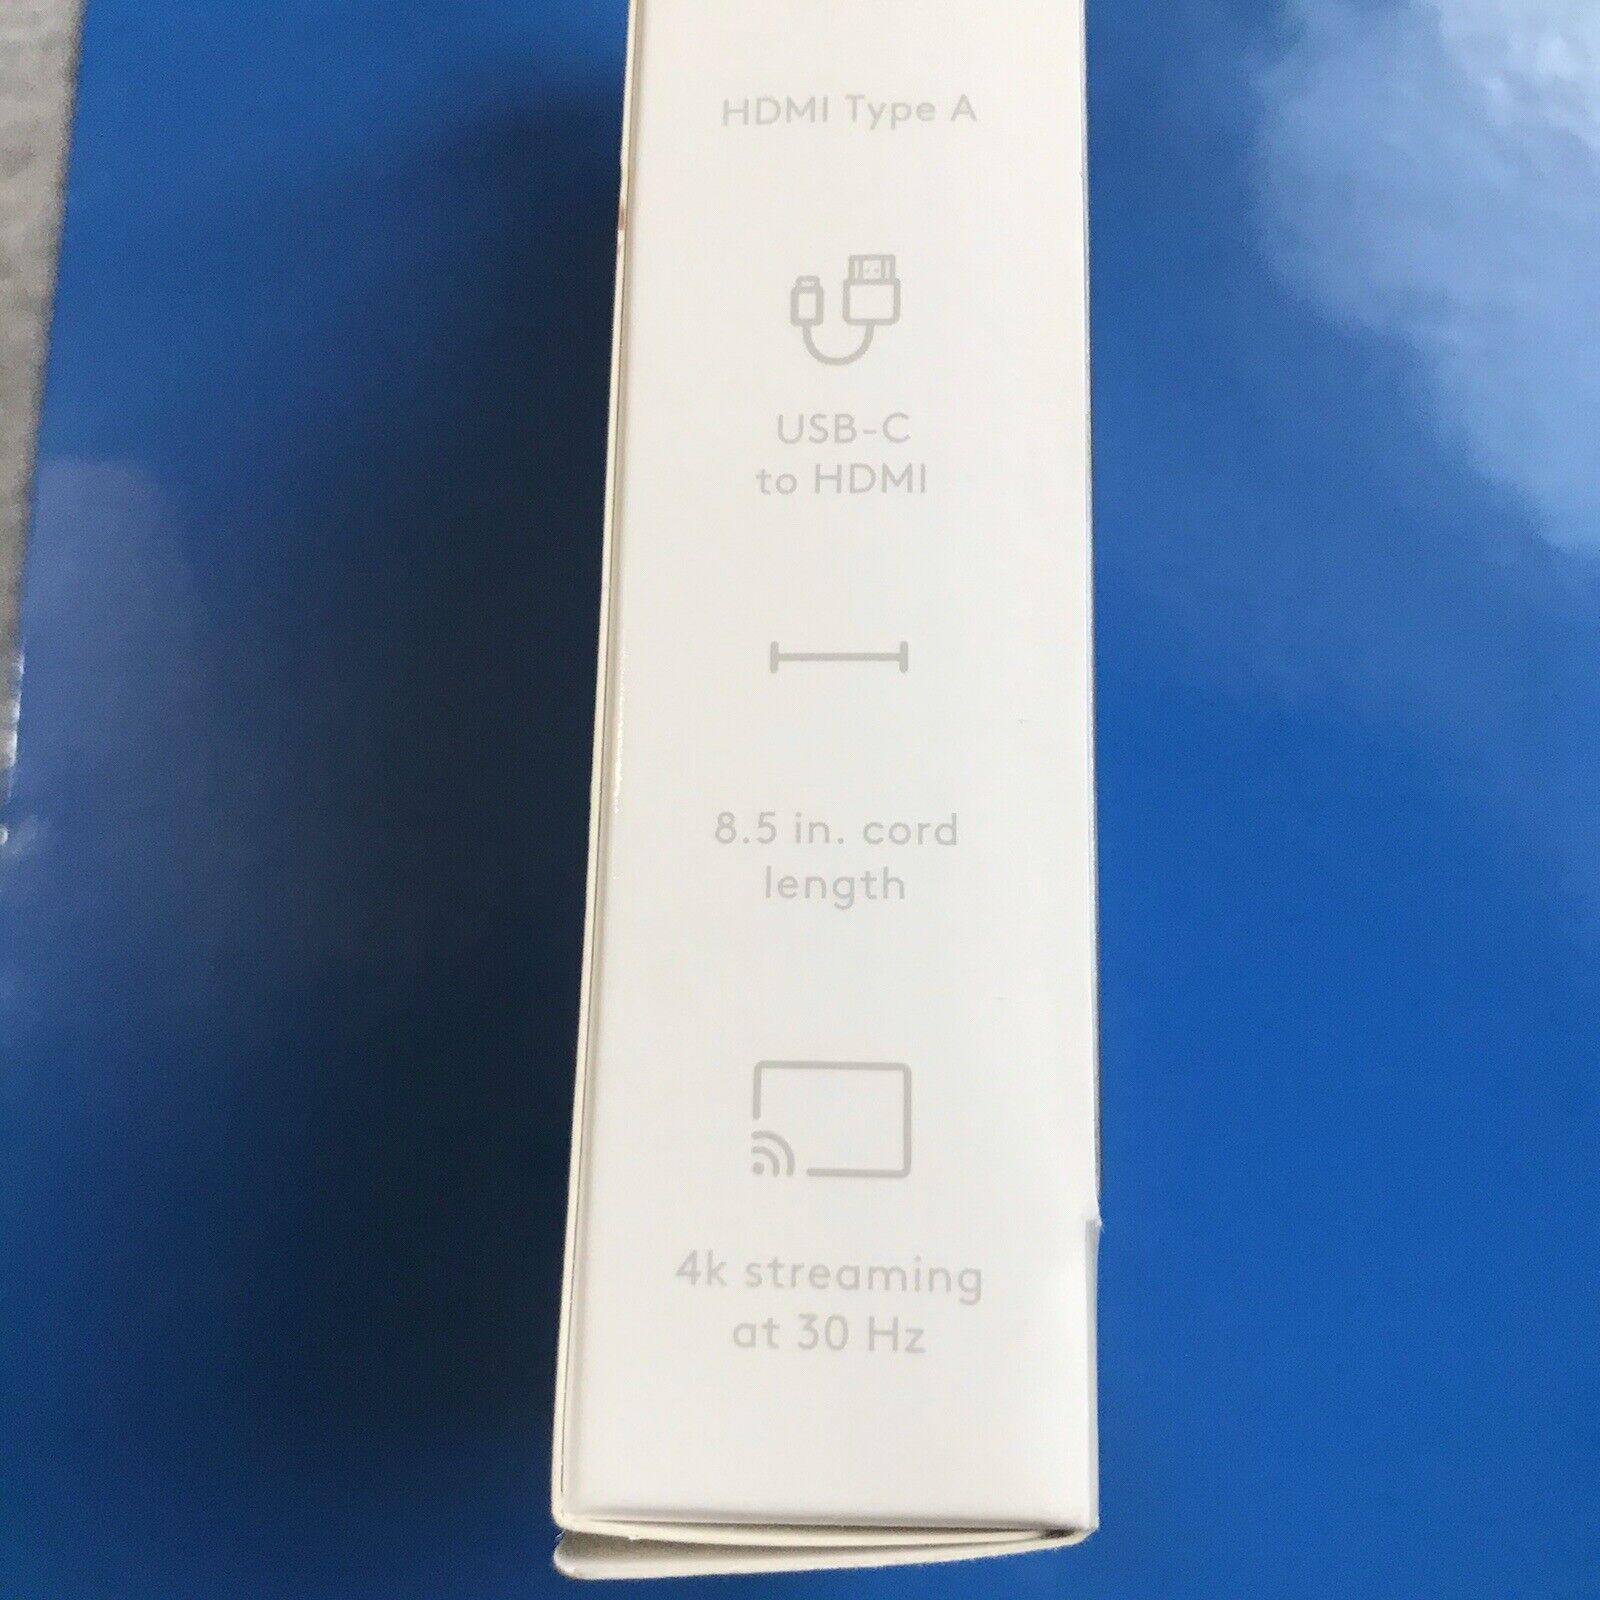 HDMI Type A
USB-C
to HDMI
8.5 in. cord
length
4k streaming
at 30 Hz